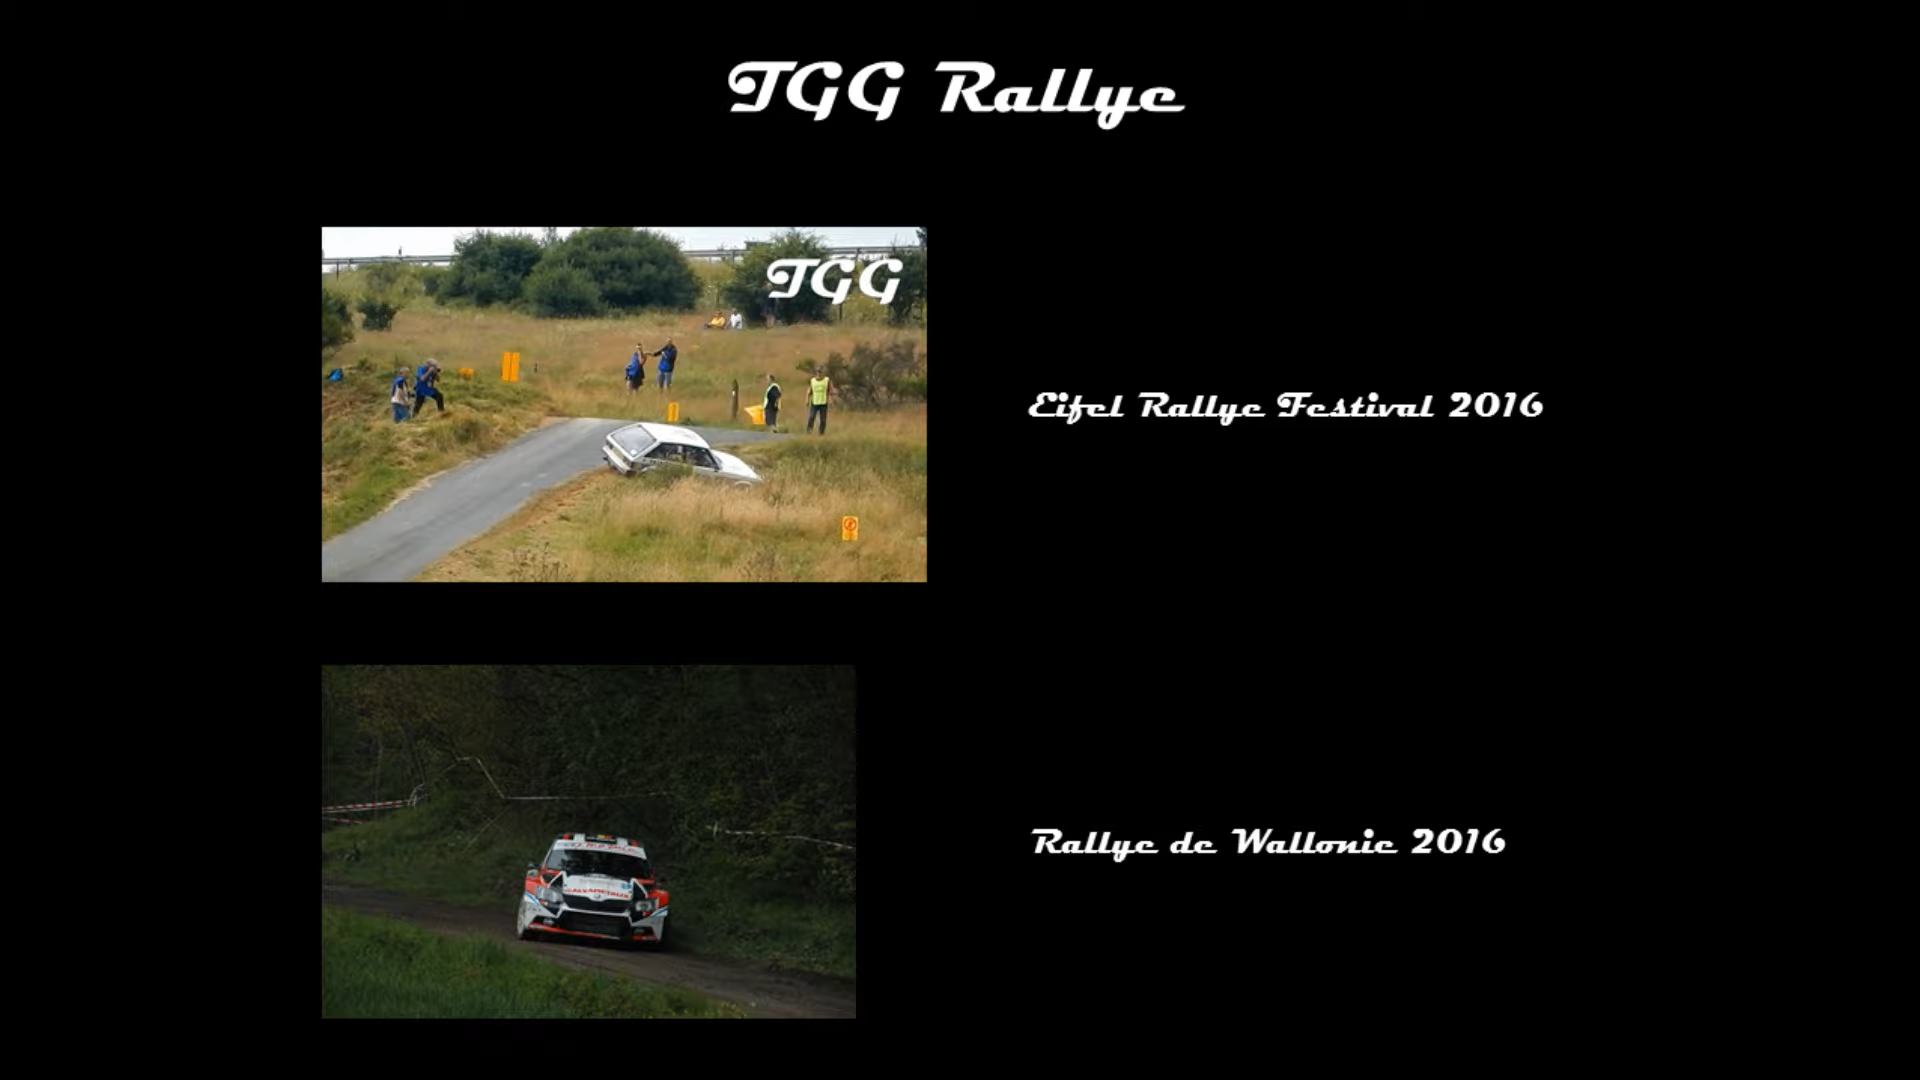 TGG Rallye
TGG
Eifel Rallye Festival 2016
Rallye de Wallonie 2016